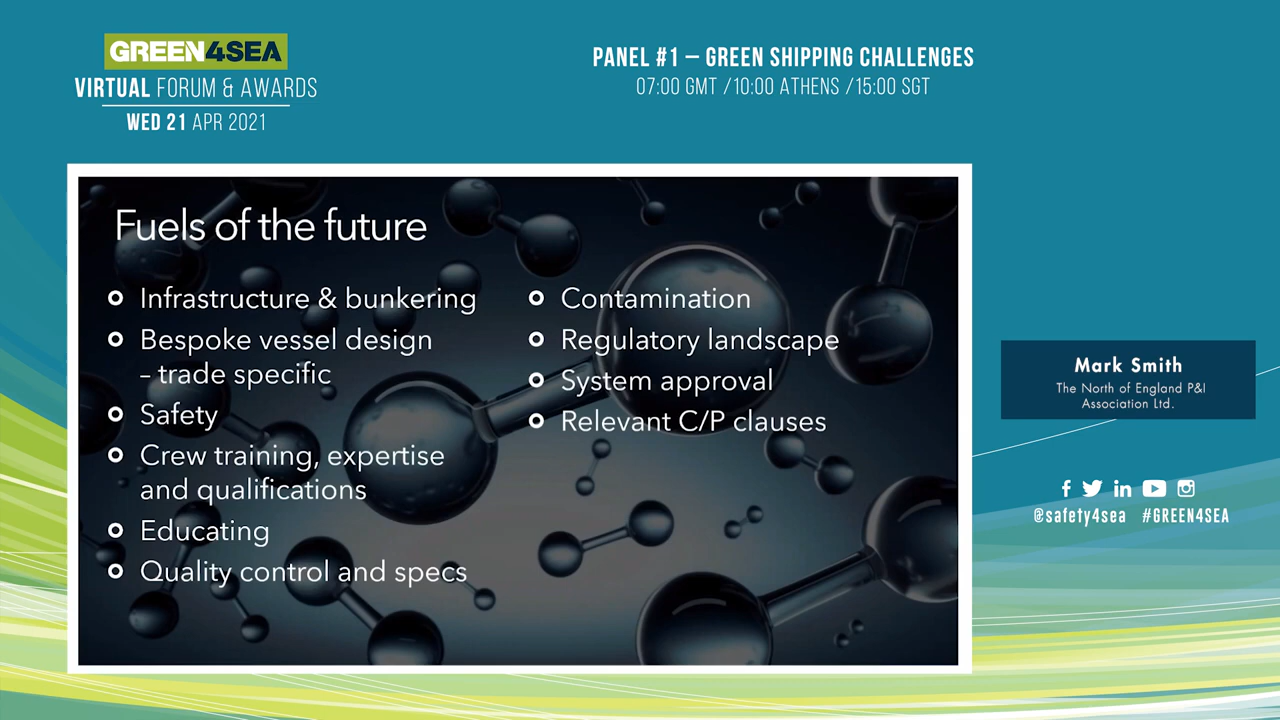 GREEN4SEA
VIRTUAL FORUM & AWARDS
WED 21 APR 2021
PANEL #1 – GREEN SHIPPING CHALLENGES
07:00 GMT /10:00 ATHENS /15:00 SGT
Fuels of the future
Infrastructure & bunkering
Bespoke vessel design
– trade specific
Safety
Crew training, expertise
and qualifications
Educating
Quality control and specs
Contamination
Regulatory landscape
System approval
Relevant C/P clauses
Mark Smith
The North of England P&I
Association Ltd.
@safety4sea #GREEN4SEA